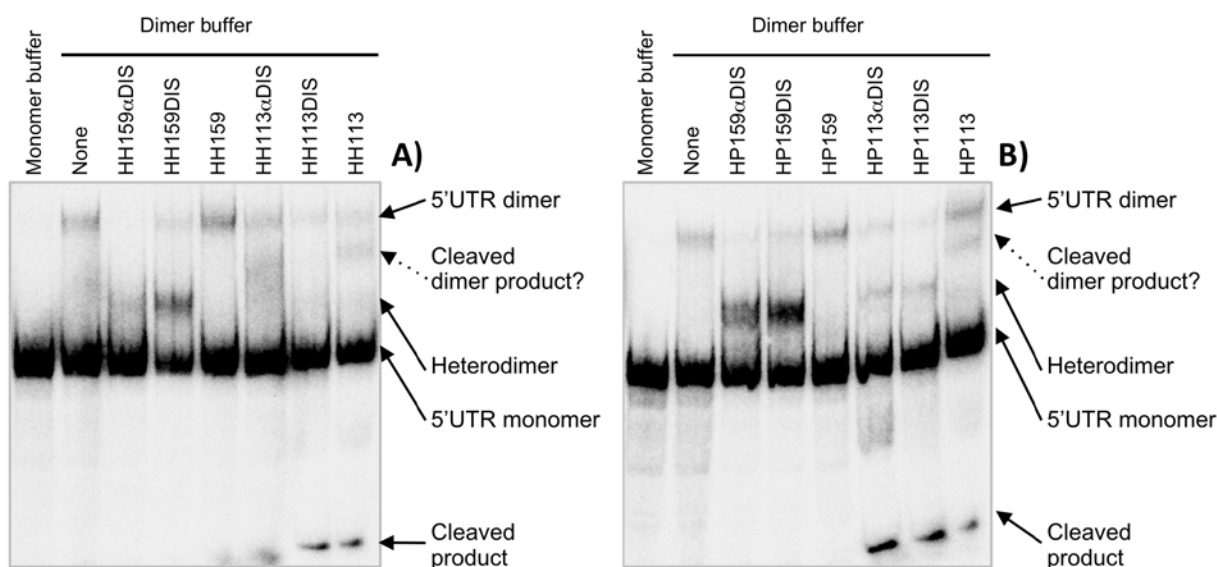 Dimer buffer
Monomer buffer
None
HH159αDIS
HH159DIS
HH159
HH113αDIS
HH113DIS
HH113
A)
5'UTR dimer
Cleaved
dimer product?
Heterodimer
5'UTR monomer
Cleaved
product
Dimer buffer
Monomer buffer
None
HP159αDIS
HP159DIS
HP159
HP113αDIS
HP113DIS
HP113
B)
5'UTR dimer
Cleaved
dimer product?
Heterodimer
5'UTR monomer
Cleaved
product